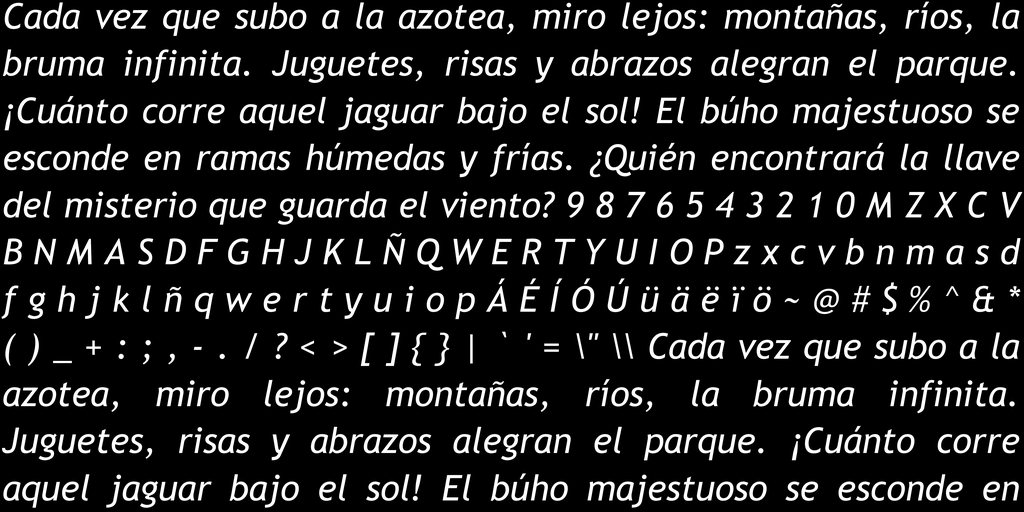 Cada vez que subo a la azotea, miro lejos: montañas, ríos, la
bruma infinita. Juguetes, risas y abrazos alegran el parque.
¡Cuánto corre aquel jaguar bajo el sol! El búho majestuoso se
esconde en ramas húmedas y frías. ¿Quién encontrará la llave
del misterio que guarda el viento? 9 8 7 6 5 4 3 2 1 0 M Z X C V
B N M A S D F G H J K L Ñ Q W E R T Y U I O P z x c v b n m a s d
f g h j k l ñ q w e r t y u i o p Á É Í Ó Ú ü ä ë ï ö ~ @ # $ % ^ & *
( ) _ + : ; , - . / ? < > [ ] { } | ` ' = \" \\ Cada vez que subo a la
azotea, miro lejos: montañas, ríos, la bruma infinita.
Juguetes, risas y abrazos alegran el parque. ¡Cuánto corre
aquel jaguar bajo el sol! El búho majestuoso se esconde en